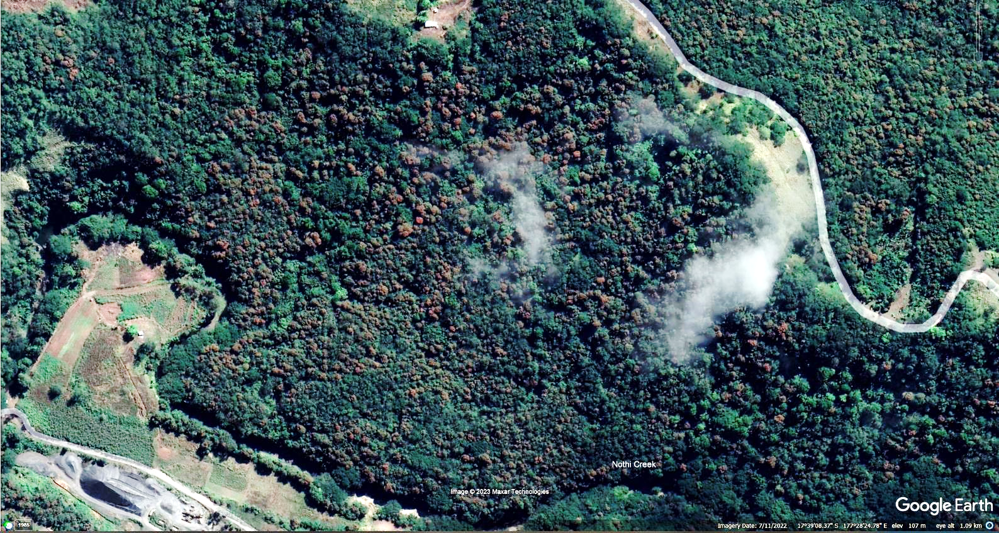 Nothi Creek
Image © 2023 Maxar Technologies
Google Earth
1985
Imagery Date: 7/11/2022 17°39'08.37" S 177°28'24.78" E elev 107 m eye alt 1.09 km